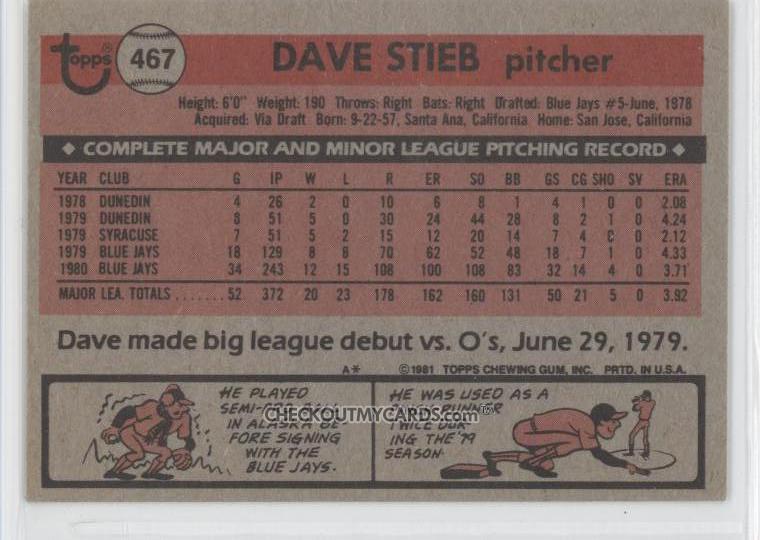 Topps 467 DAVE STIEB pitcher
Height: 6'0" Weight: 190 Throws: Right Bats: Right Drafted: Blue Jays #5-June, 1978
Acquired: Via Draft Born: 9-22-57, Santa Ana, California Home: San Jose, California
◆ COMPLETE MAJOR AND MINOR LEAGUE PITCHING RECORD ◆
YEAR CLUB G IP W L R ER SO BB GS CG SHO SV ERA
1978 DUNEDIN 4 26 2 0 10 6 8 1 4 1 0 0 2.08
1979 DUNEDIN 8 51 5 0 30 24 44 28 8 2 1 0 4.24
1979 SYRACUSE 7 51 5 2 15 12 20 14 7 4 0 2.12
1979 BLUE JAYS 18 129 8 8 70 62 52 48 18 7 1 0 4.33
1980 BLUE JAYS 34 243 12 15 108 100 108 83 32 14 4 0 3.71
MAJOR LEA. TOTALS ....... 52 372 20 23 178 162 160 131 50 21 5 0 3.92
Dave made big league debut vs. O's, June 29, 1979.
A* ©1981 TOPPS CHEWING GUM, INC. PRTD. IN U.S.A.
HE PLAYED
SEMI-PRO BALL
IN ALASKA BE-
FORE SIGNING
WITH THE
BLUE JAYS.
HE WAS USED AS A
RUNNER
TWICE DUR-
ING THE '79
SEASON.
CHECKOUTMYCARDS.com™